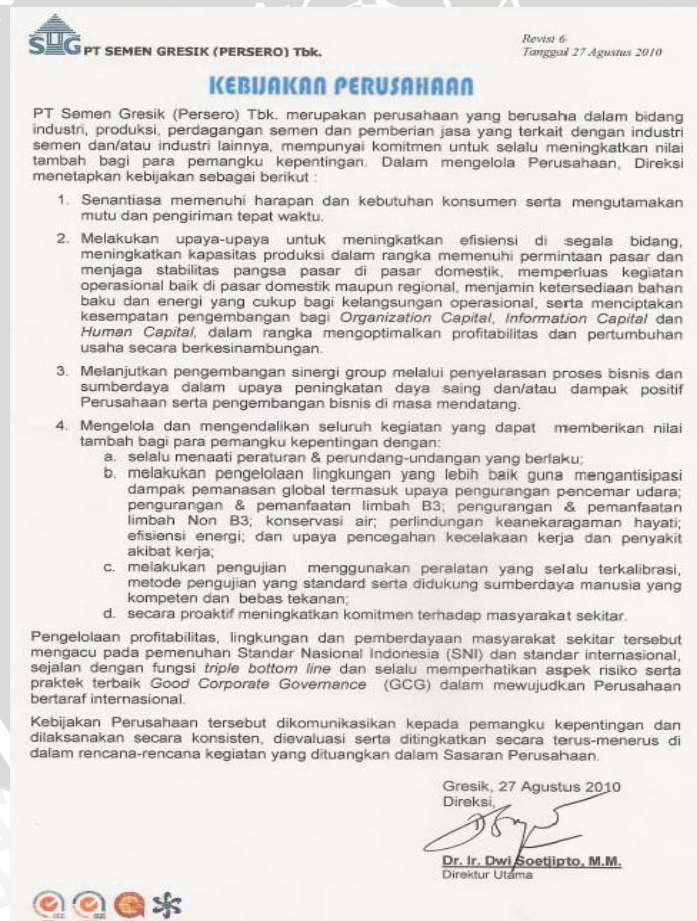 SG PT SEMEN GRESIK (PERSERO) Tbk.
Revisi 6
Tanggal 27 Agustus 2010
KEBIJAKAN PERUSAHAAN
PT Semen Gresik (Persero) Tbk. merupakan perusahaan yang berusaha dalam bidang
industri, produksi, perdagangan semen dan pemberian jasa yang terkait dengan industri
semen dan/atau industri lainnya, mempunyai komitmen untuk selalu meningkatkan nilai
tambah bagi para pemangku kepentingan. Dalam mengelola Perusahaan, Direksi
menetapkan kebijakan sebagai berikut :
1. Senantiasa memenuhi harapan dan kebutuhan konsumen serta mengutamakan
mutu dan pengiriman tepat waktu.
2. Melakukan upaya-upaya untuk meningkatkan efisiensi di segala bidang,
meningkatkan kapasitas produksi dalam rangka memenuhi permintaan pasar dan
menjaga stabilitas pangsa pasar di pasar domestik, memperluas kegiatan
operasional baik di pasar domestik maupun regional, menjamin ketersediaan bahan
baku dan energi yang cukup bagi kelangsungan operasional, serta menciptakan
kesempatan pengembangan bagi Organization Capital, Information Capital dan
Human Capital, dalam rangka mengoptimalkan profitabilitas dan pertumbuhan
usaha secara berkesinambungan.
3. Melanjutkan pengembangan sinergi group melalui penyelarasan proses bisnis dan
sumberdaya dalam upaya peningkatan daya saing dan/atau dampak positif
Perusahaan serta pengembangan bisnis di masa mendatang.
4. Mengelola dan mengendalikan seluruh kegiatan yang dapat memberikan nilai
tambah bagi para pemangku kepentingan dengan:
a. selalu menaati peraturan & perundang-undangan yang berlaku;
b. melakukan pengelolaan lingkungan yang lebih baik guna mengantisipasi
dampak pemanasan global termasuk upaya pengurangan pencemar udara;
pengurangan & pemanfaatan limbah B3; pengurangan & pemanfaatan
limbah Non B3; konservasi air; perlindungan keanekaragaman hayati;
efisiensi energi; dan upaya pencegahan kecelakaan kerja dan penyakit
akibat kerja;
c. melakukan pengujian menggunakan peralatan yang selalu terkalibrasi,
metode pengujian yang standard serta didukung sumberdaya manusia yang
kompeten dan bebas tekanan;
d. secara proaktif meningkatkan komitmen terhadap masyarakat sekitar.
Pengelolaan profitabilitas, lingkungan dan pemberdayaan masyarakat sekitar tersebut
mengacu pada pemenuhan Standar Nasional Indonesia (SNI) dan standar internasional,
sejalan dengan fungsi triple bottom line dan selalu memperhatikan aspek risiko serta
praktek terbaik Good Corporate Governance (GCG) dalam mewujudkan Perusahaan
bertaraf internasional.
Kebijakan Perusahaan tersebut dikomunikasikan kepada pemangku kepentingan dan
dilaksanakan secara konsisten, dievaluasi serta ditingkatkan secara terus-menerus di
dalam rencana-rencana kegiatan yang dituangkan dalam Sasaran Perusahaan.
Gresik, 27 Agustus 2010
Direksi,
Dr. Ir. Dwi Soetjipto, M.M.
Direktur Utama